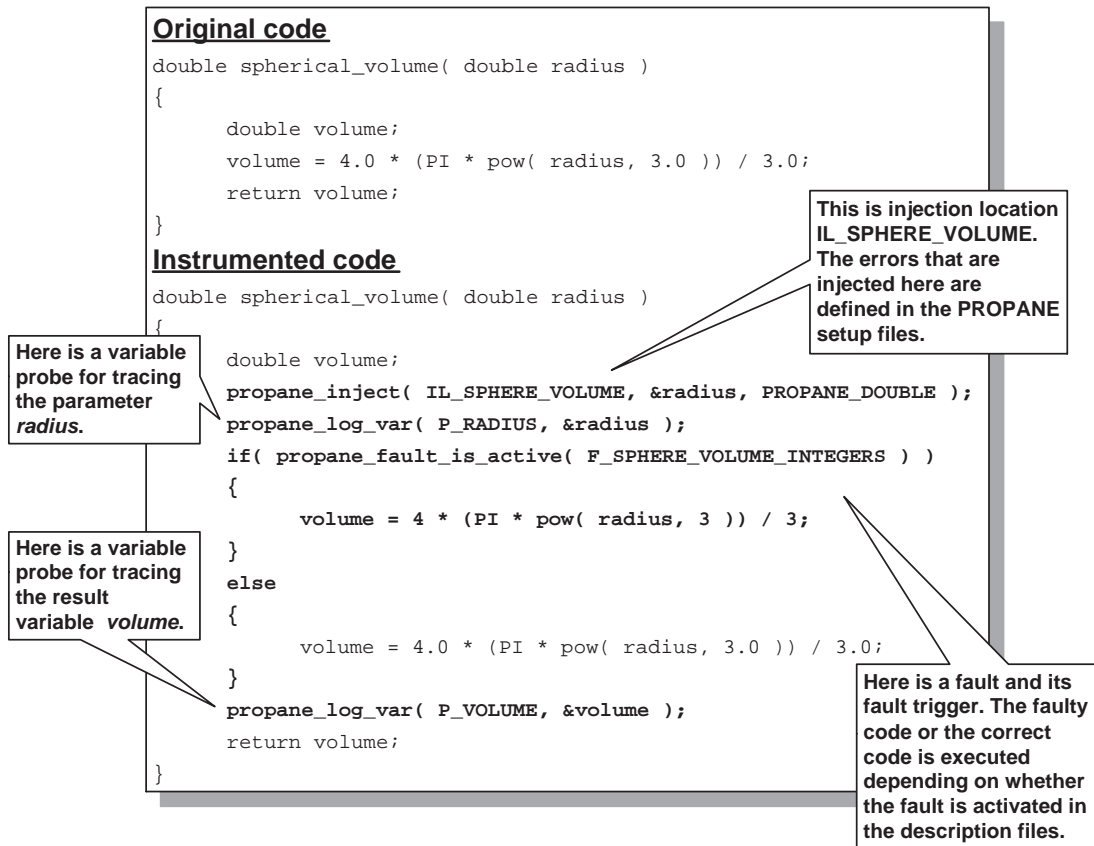 Original code
double spherical_volume( double radius )
{
double volume;
volume = 4.0 * (PI * pow( radius, 3.0 )) / 3.0;
return volume;
}
This is injection location
IL_SPHERE_VOLUME.
The errors that are
injected here are
defined in the PROPANE
setup files.
Instrumented code
double spherical_volume( double radius )
{
Here is a variable
probe for tracing
the parameter
radius.
double volume;
propane_inject( IL_SPHERE_VOLUME, &radius, PROPANE_DOUBLE );
propane_log_var( P_RADIUS, &radius );
if( propane_fault_is_active( F_SPHERE_VOLUME_INTEGERS ) )
{
volume = 4 * (PI * pow( radius, 3 )) / 3;
}
Here is a variable
probe for tracing
the result
variable volume.
else
{
volume = 4.0 * (PI * pow( radius, 3.0 )) / 3.0;
}
propane_log_var( P_VOLUME, &volume );
return volume;
}
Here is a fault and its
fault trigger. The faulty
code or the correct
code is executed
depending on whether
the fault is activated in
the description files.